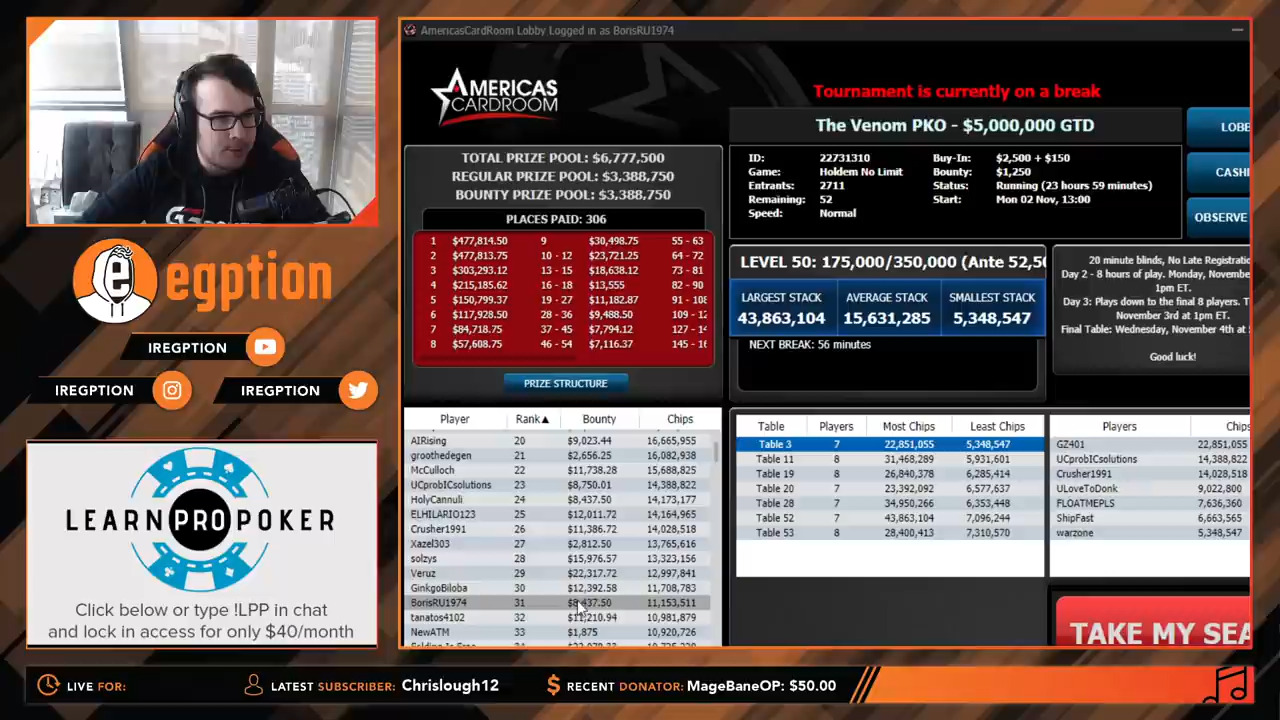 AmericasCardRoom Lobby Logged in as BorisRU1974
AMERICAS
CARDROOM
Tournament is currently on a break
The Venom PKO - $5,000,000 GTD
TOTAL PRIZE POOL: $6,777,500
REGULAR PRIZE POOL: $3,388,750
BOUNTY PRIZE POOL: $3,388,750
PLACES PAID: 306
1 $477,814.50 9 $30,498.75 55 - 63
2 $477,813.75 10 - 12 $23,721.25 64 - 72
3 $303,293.12 13 - 15 $18,638.12 73 - 81
4 $215,185.62 16 - 18 $13,555 82 - 90
5 $150,799.37 19 - 27 $11,182.87 91 - 108
6 $117,928.50 28 - 36 $9,488.50 109 - 12
7 $84,718.75 37 - 45 $7,794.12 127 - 14
8 $57,608.75 46 - 54 $7,116.37 145 - 16
PRIZE STRUCTURE
ID: 22731310 Buy-In: $2,500 + $150
Game: Holdem No Limit Bounty: $1,250
Entrants: 2711 Status: Running (23 hours 59 minutes)
Remaining: 52 Start: Mon 02 Nov, 13:00
Speed: Normal
LOBB
CASHI
OBSERVE
LEVEL 50: 175,000/350,000 (Ante 52,50
LARGEST STACK AVERAGE STACK SMALLEST STACK
43,863,104 15,631,285 5,348,547
NEXT BREAK: 56 minutes
20 minute blinds, No Late Registratio
Day 2 - 8 hours of play. Monday, Novembe
1pm ET.
Day 3: Plays down to the final 8 players. T
November 3rd at 1pm ET.
Final Table: Wednesday, November 4th at
Good luck!
Player Rank▲ Bounty Chips
AIRising 20 $9,023.44 16,665,955
groothedegen 21 $2,656.25 16,082,938
McCulloch 22 $11,738.28 15,688,825
UCprobICsolutions 23 $8,750.01 14,388,822
HolyCannuli 24 $8,437.50 14,173,177
ELHILARIO123 25 $12,011.72 14,164,965
Crusher1991 26 $11,386.72 14,028,518
Xazel303 27 $2,812.50 13,765,616
solzys 28 $15,976.57 13,323,156
Veruz 29 $22,317.72 12,997,841
GinkgoBiloba 30 $12,392.58 11,708,783
BorisRU1974 31 $8,437.50 11,153,511
tanatos4102 32 $11,210.94 10,981,879
NewATM 33 $1,875 10,920,726
Table Players Most Chips Least Chips
Table 3 7 22,851,055 5,348,547
Table 11 8 31,468,289 5,931,601
Table 19 8 26,840,378 6,285,414
Table 20 7 23,392,092 6,577,637
Table 28 7 34,950,266 6,353,448
Table 52 7 43,863,104 7,096,244
Table 53 8 28,400,413 7,310,570
Players Chips
GZ401 22,851,055
UCprobICsolutions 14,388,822
Crusher1991 14,028,518
ULoveToDonk 9,022,800
FLOATMEPLS 7,636,360
ShipFast 6,663,565
warzone 5,348,547
TAKE MY SEA
e egption
IREGPTION
IREGPTION
IREGPTION
LEARN PRO POKER
Click below or type !LPP in chat
and lock in access for only $40/month
LIVE FOR:
LATEST SUBSCRIBER: Chrislough12
$ RECENT DONATOR: MageBaneOP: $50.00